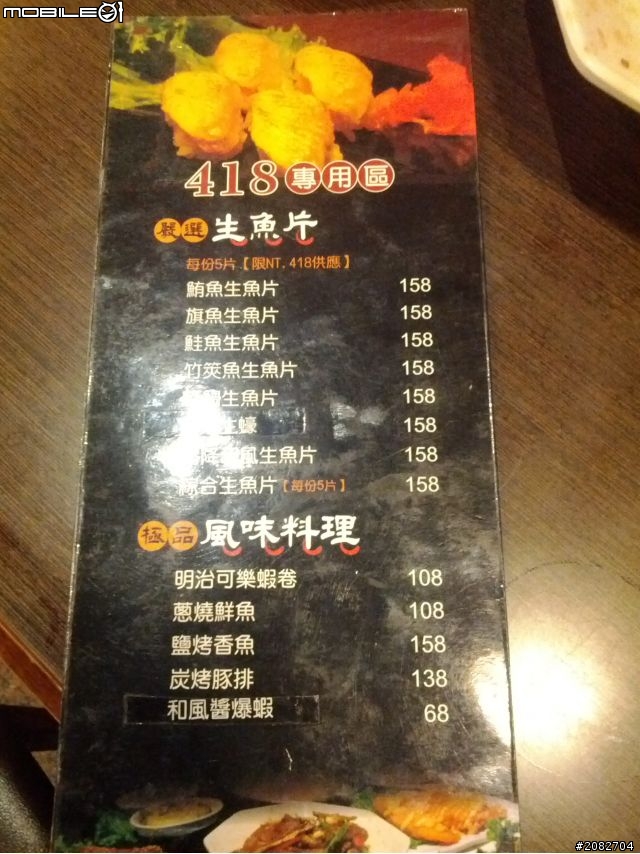 MOBILE01
418專用區
嚴選 生魚片
每份5片【限NT. 418供應】
鮪魚生魚片 158
旗魚生魚片 158
鮭魚生魚片 158
竹筴魚生魚片 158
生魚片 158
生蠔 158
風生魚片 158
綜合生魚片【每份5片】 158
極品 風味料理
明治可樂蝦卷 108
蔥燒鮮魚 108
鹽烤香魚 158
炭烤豚排 138
和風醬爆蝦 68
#2082704